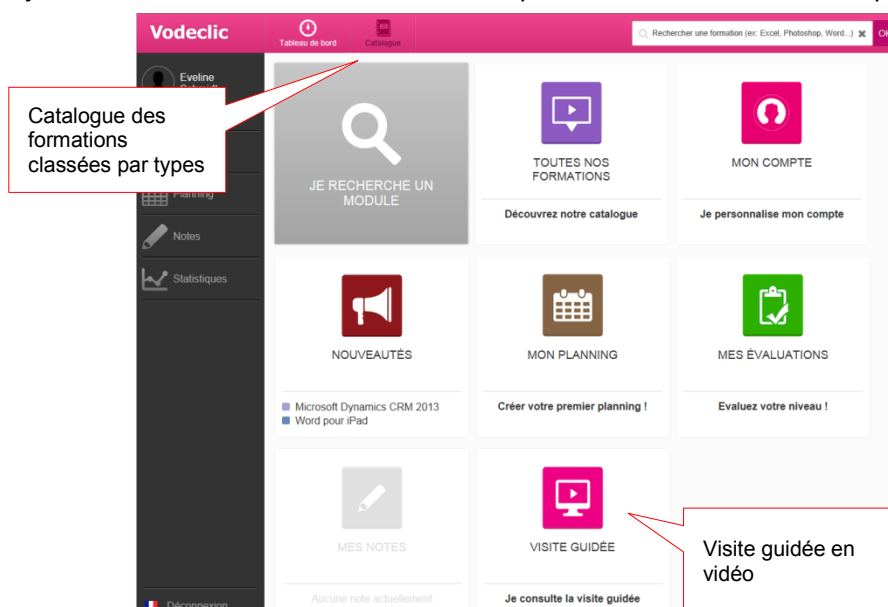 Vodeclic
Tableau de bord
Catalogue
Rechercher une formation (ex: Excel, Photoshop, Word...) ✖
Eveline
Catalogue des
formations
classées par types
Planning
Notes
Statistiques
JE RECHERCHE UN
MODULE
TOUTES NOS
FORMATIONS
Découvrez notre catalogue
MON COMPTE
Je personnalise mon compte
NOUVEAUTÉS
Microsoft Dynamics CRM 2013
Word pour iPad
MON PLANNING
Créer votre premier planning !
MES ÉVALUATIONS
Evaluez votre niveau !
MES NOTES
Aucune note actuellement
VISITE GUIDÉE
Je consulte la visite guidée
Visite guidée en
vidéo
Déconnexion